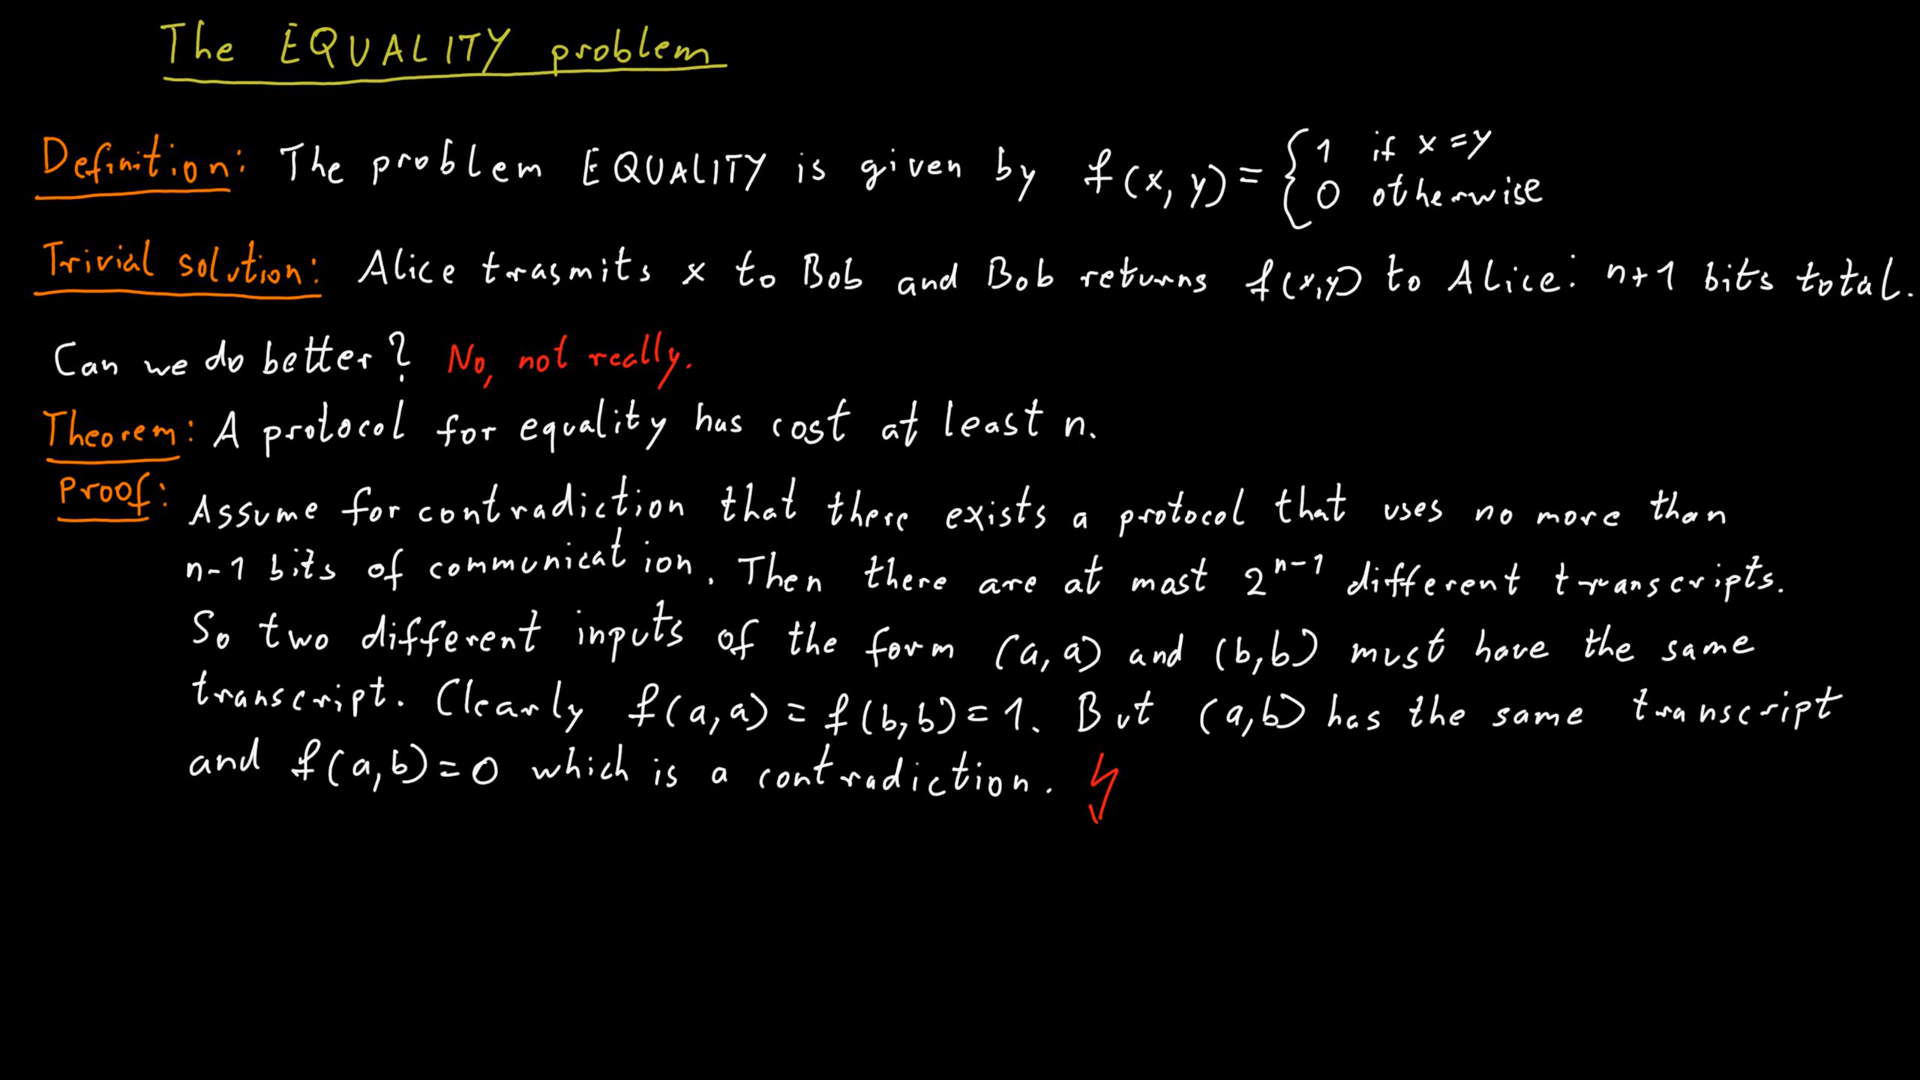 The EQUALITY problem
Definition: The problem EQUALITY is given by f(x, y) = { 1 if x = y
0 otherwise
Trivial solution: Alice trasmits x to Bob and Bob returns f(x,y) to Alice: n+1 bits total.
Can we do better? No, not really.
Theorem: A protocol for equality has cost at least n.
Proof: Assume for contradiction that there exists a protocol that uses no more than
n-1 bits of communication. Then there are at most 2^{n-1} different transcripts.
So two different inputs of the form (a, a) and (b, b) must have the same
transcript. Clearly f(a, a) = f(b, b) = 1. But (a, b) has the same transcript
and f(a, b) = 0 which is a contradiction. ↯